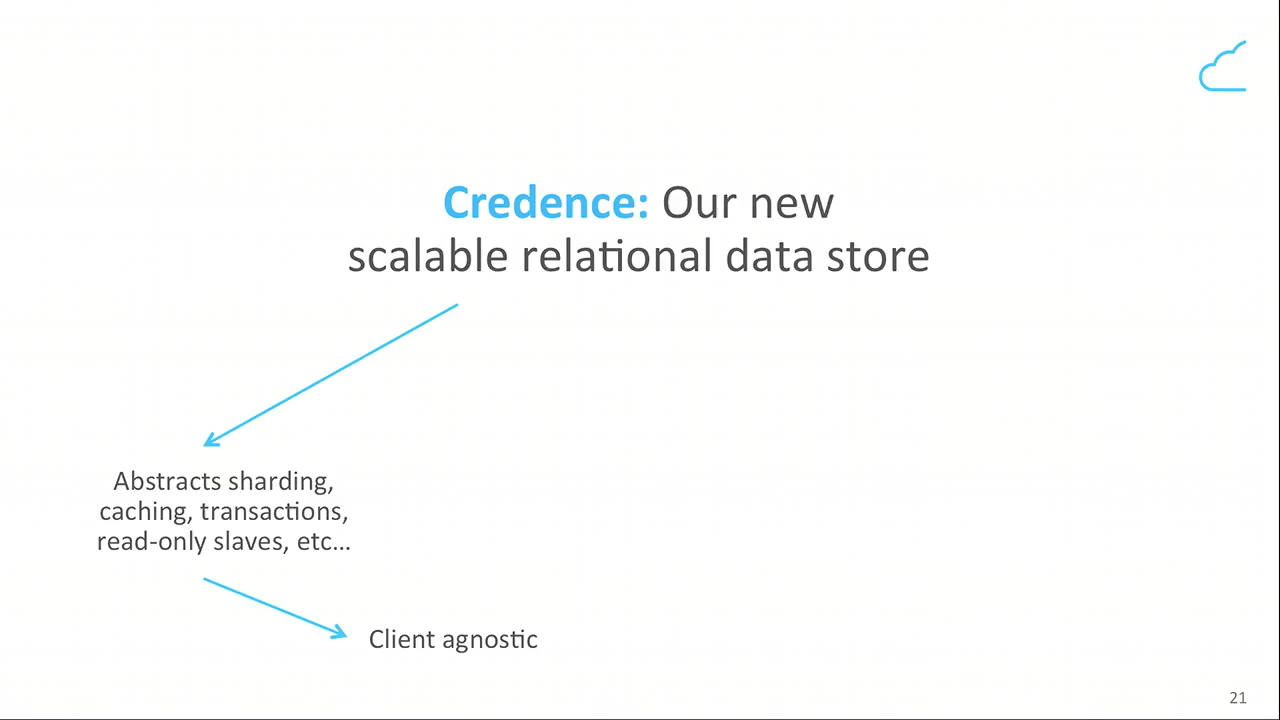 Credence: Our new
scalable relational data store
Abstracts sharding,
caching, transactions,
read-only slaves, etc…
Client agnostic
21